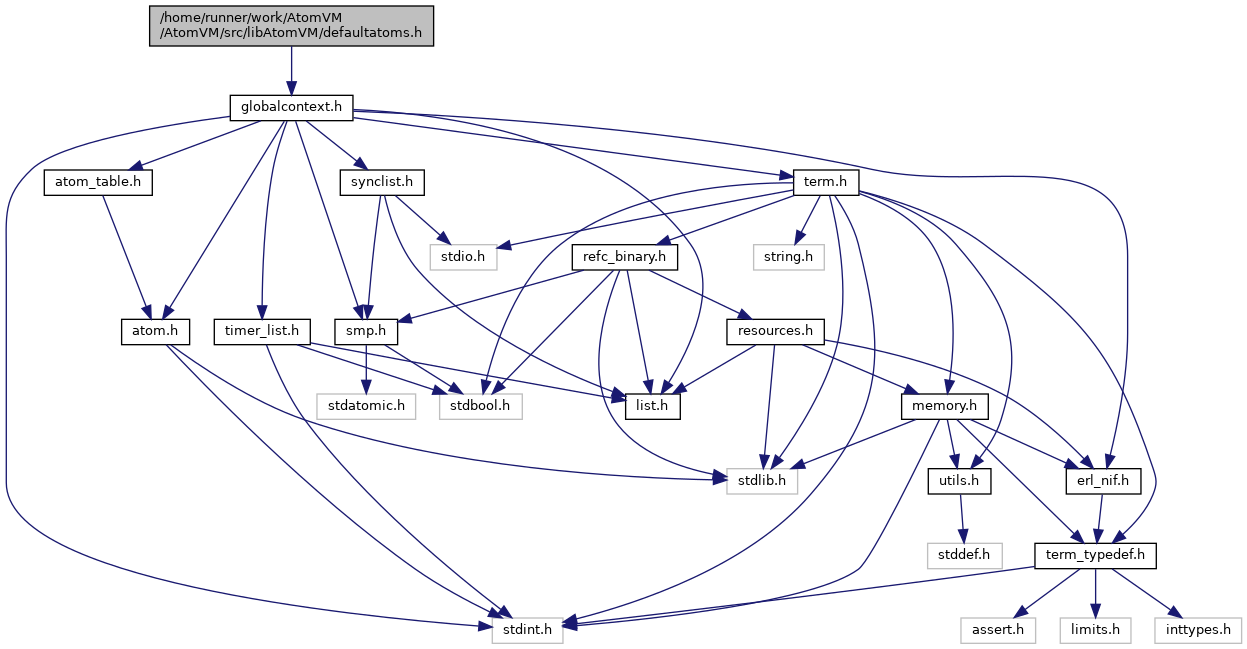 /home/runner/work/AtomVM
/AtomVM/src/libAtomVM/defaultatoms.h
globalcontext.h
atom_table.h
synclist.h
term.h
stdio.h
refc_binary.h
string.h
atom.h
timer_list.h
smp.h
resources.h
stdatomic.h
stdbool.h
list.h
memory.h
stdlib.h
utils.h
erl_nif.h
stddef.h
term_typedef.h
stdint.h
assert.h
limits.h
inttypes.h